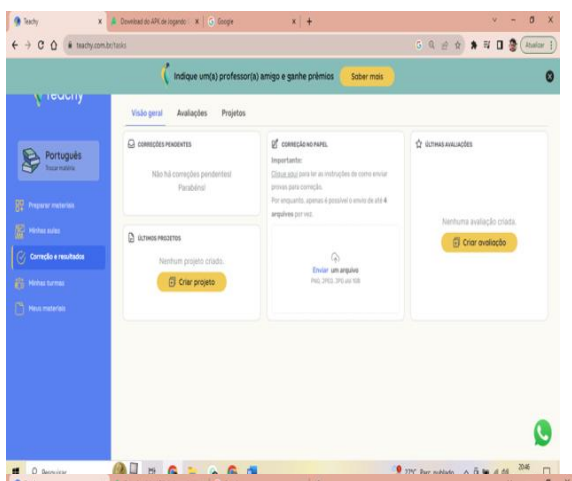 Teachy
Download do APK de Jogando
Google
teachy.com.br/tasks
Atualizar
Indique um(a) professor(a) amigo e ganhe prêmios
Saber mais
Teachy
Visão geral Avaliações Projetos
Português
Trocar matéria
Preparar materiais
Minhas aulas
Correção e resultados
Minhas turmas
Meus materiais
CORREÇÕES PENDENTES
Não há correções pendentes!
Parabéns!
ÚLTIMOS PROJETOS
Nenhum projeto criado.
Criar projeto
CORREÇÃO NO PAPEL
Importante:
Clique aqui para ler as instruções de como enviar
provas para correção.
Por enquanto, apenas é possível o envio de até 4
arquivos por vez.
Enviar um arquivo
PNG, JPEG, JPG até 1GB
ÚLTIMAS AVALIAÇÕES
Nenhuma avaliação criada.
Criar avaliação
Pesquisar
27°C Parc nublado
20:46